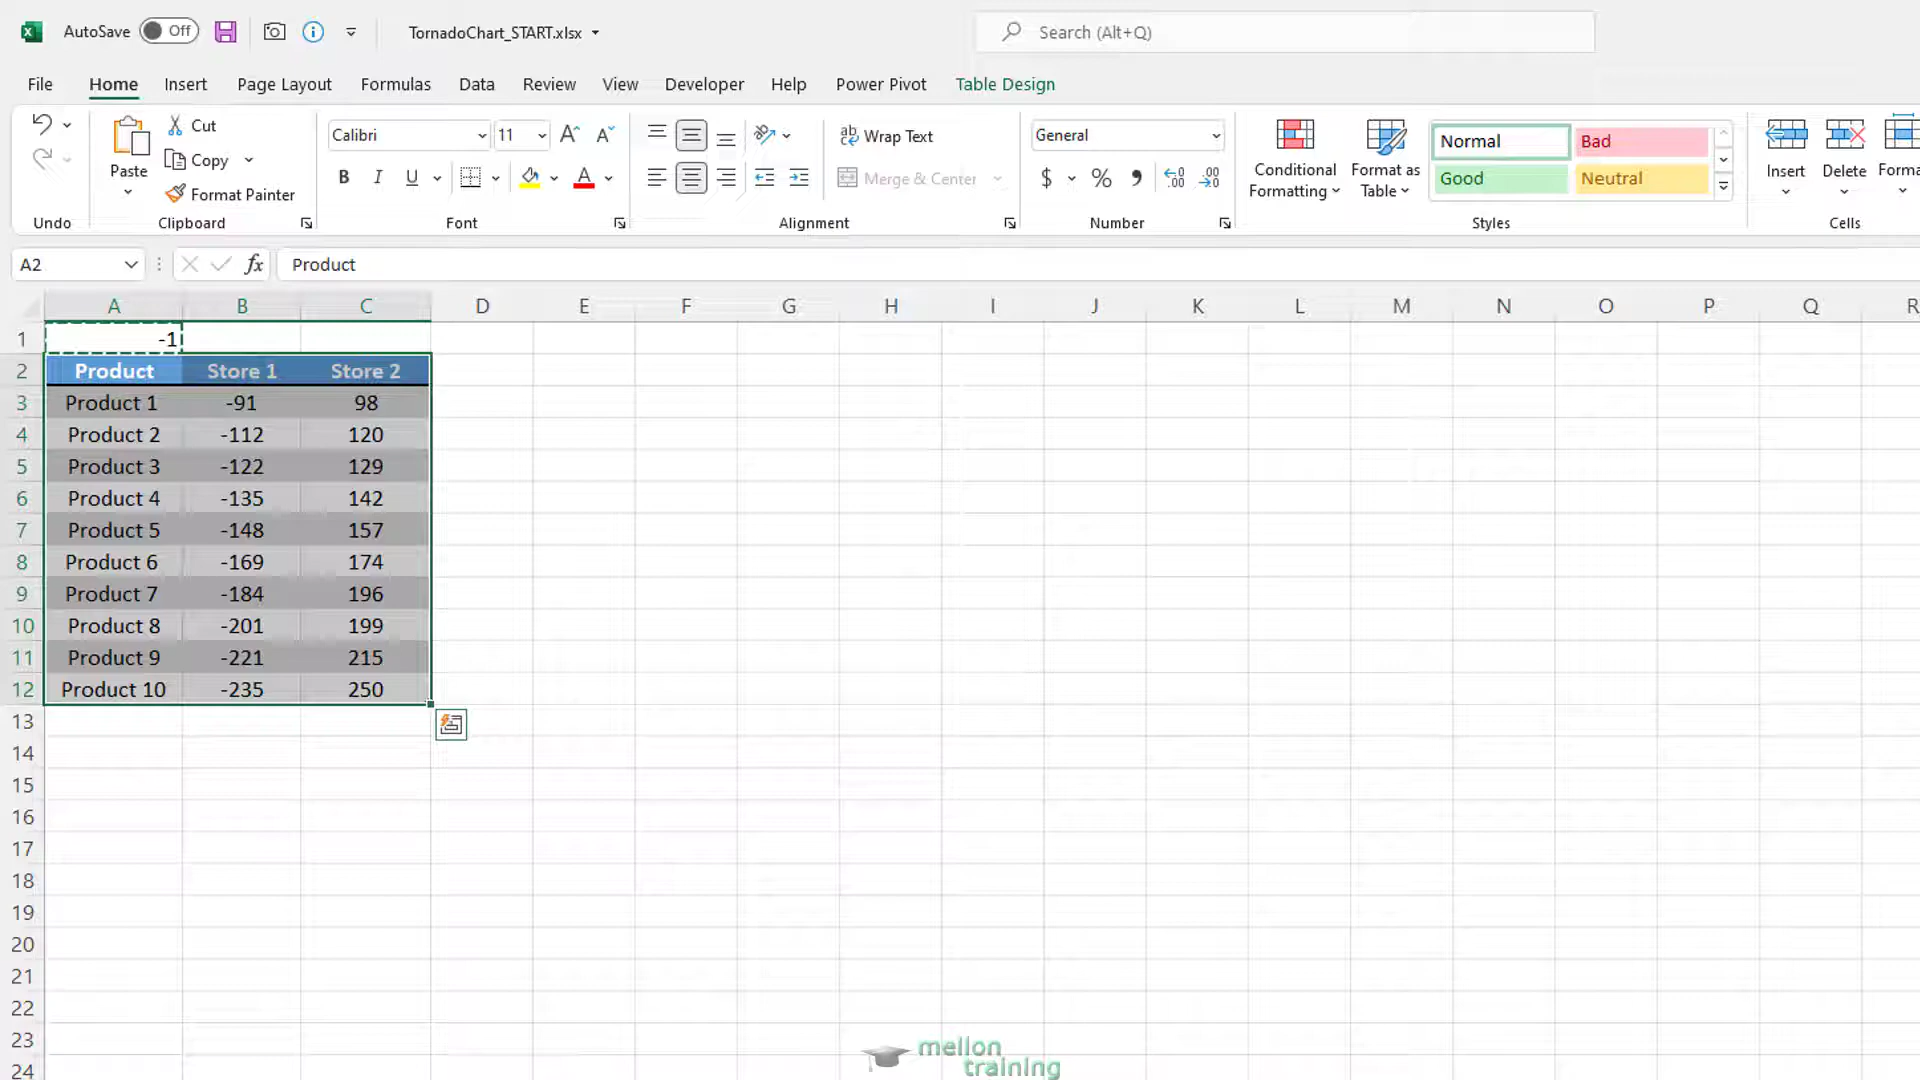 AutoSave Off TornadoChart_START.xlsx Search (Alt+Q)
File Home Insert Page Layout Formulas Data Review View Developer Help Power Pivot Table Design
Paste Cut Copy Format Painter
Calibri 11
B I U A
ab Wrap Text
Merge & Center
General
$ % ,
Conditional Formatting
Format as Table
Normal Bad
Good Neutral
Insert Delete
Undo Clipboard Font Alignment Number Styles Cells
A2 fx Product
A B C D E F G H I J K L M N O P Q R
1 -1
2 Product Store 1 Store 2
3 Product 1 -91 98
4 Product 2 -112 120
5 Product 3 -122 129
6 Product 4 -135 142
7 Product 5 -148 157
8 Product 6 -169 174
9 Product 7 -184 196
10 Product 8 -201 199
11 Product 9 -221 215
12 Product 10 -235 250
13
14
15
16
17
18
19
20
21
22
23
24
mellon
training